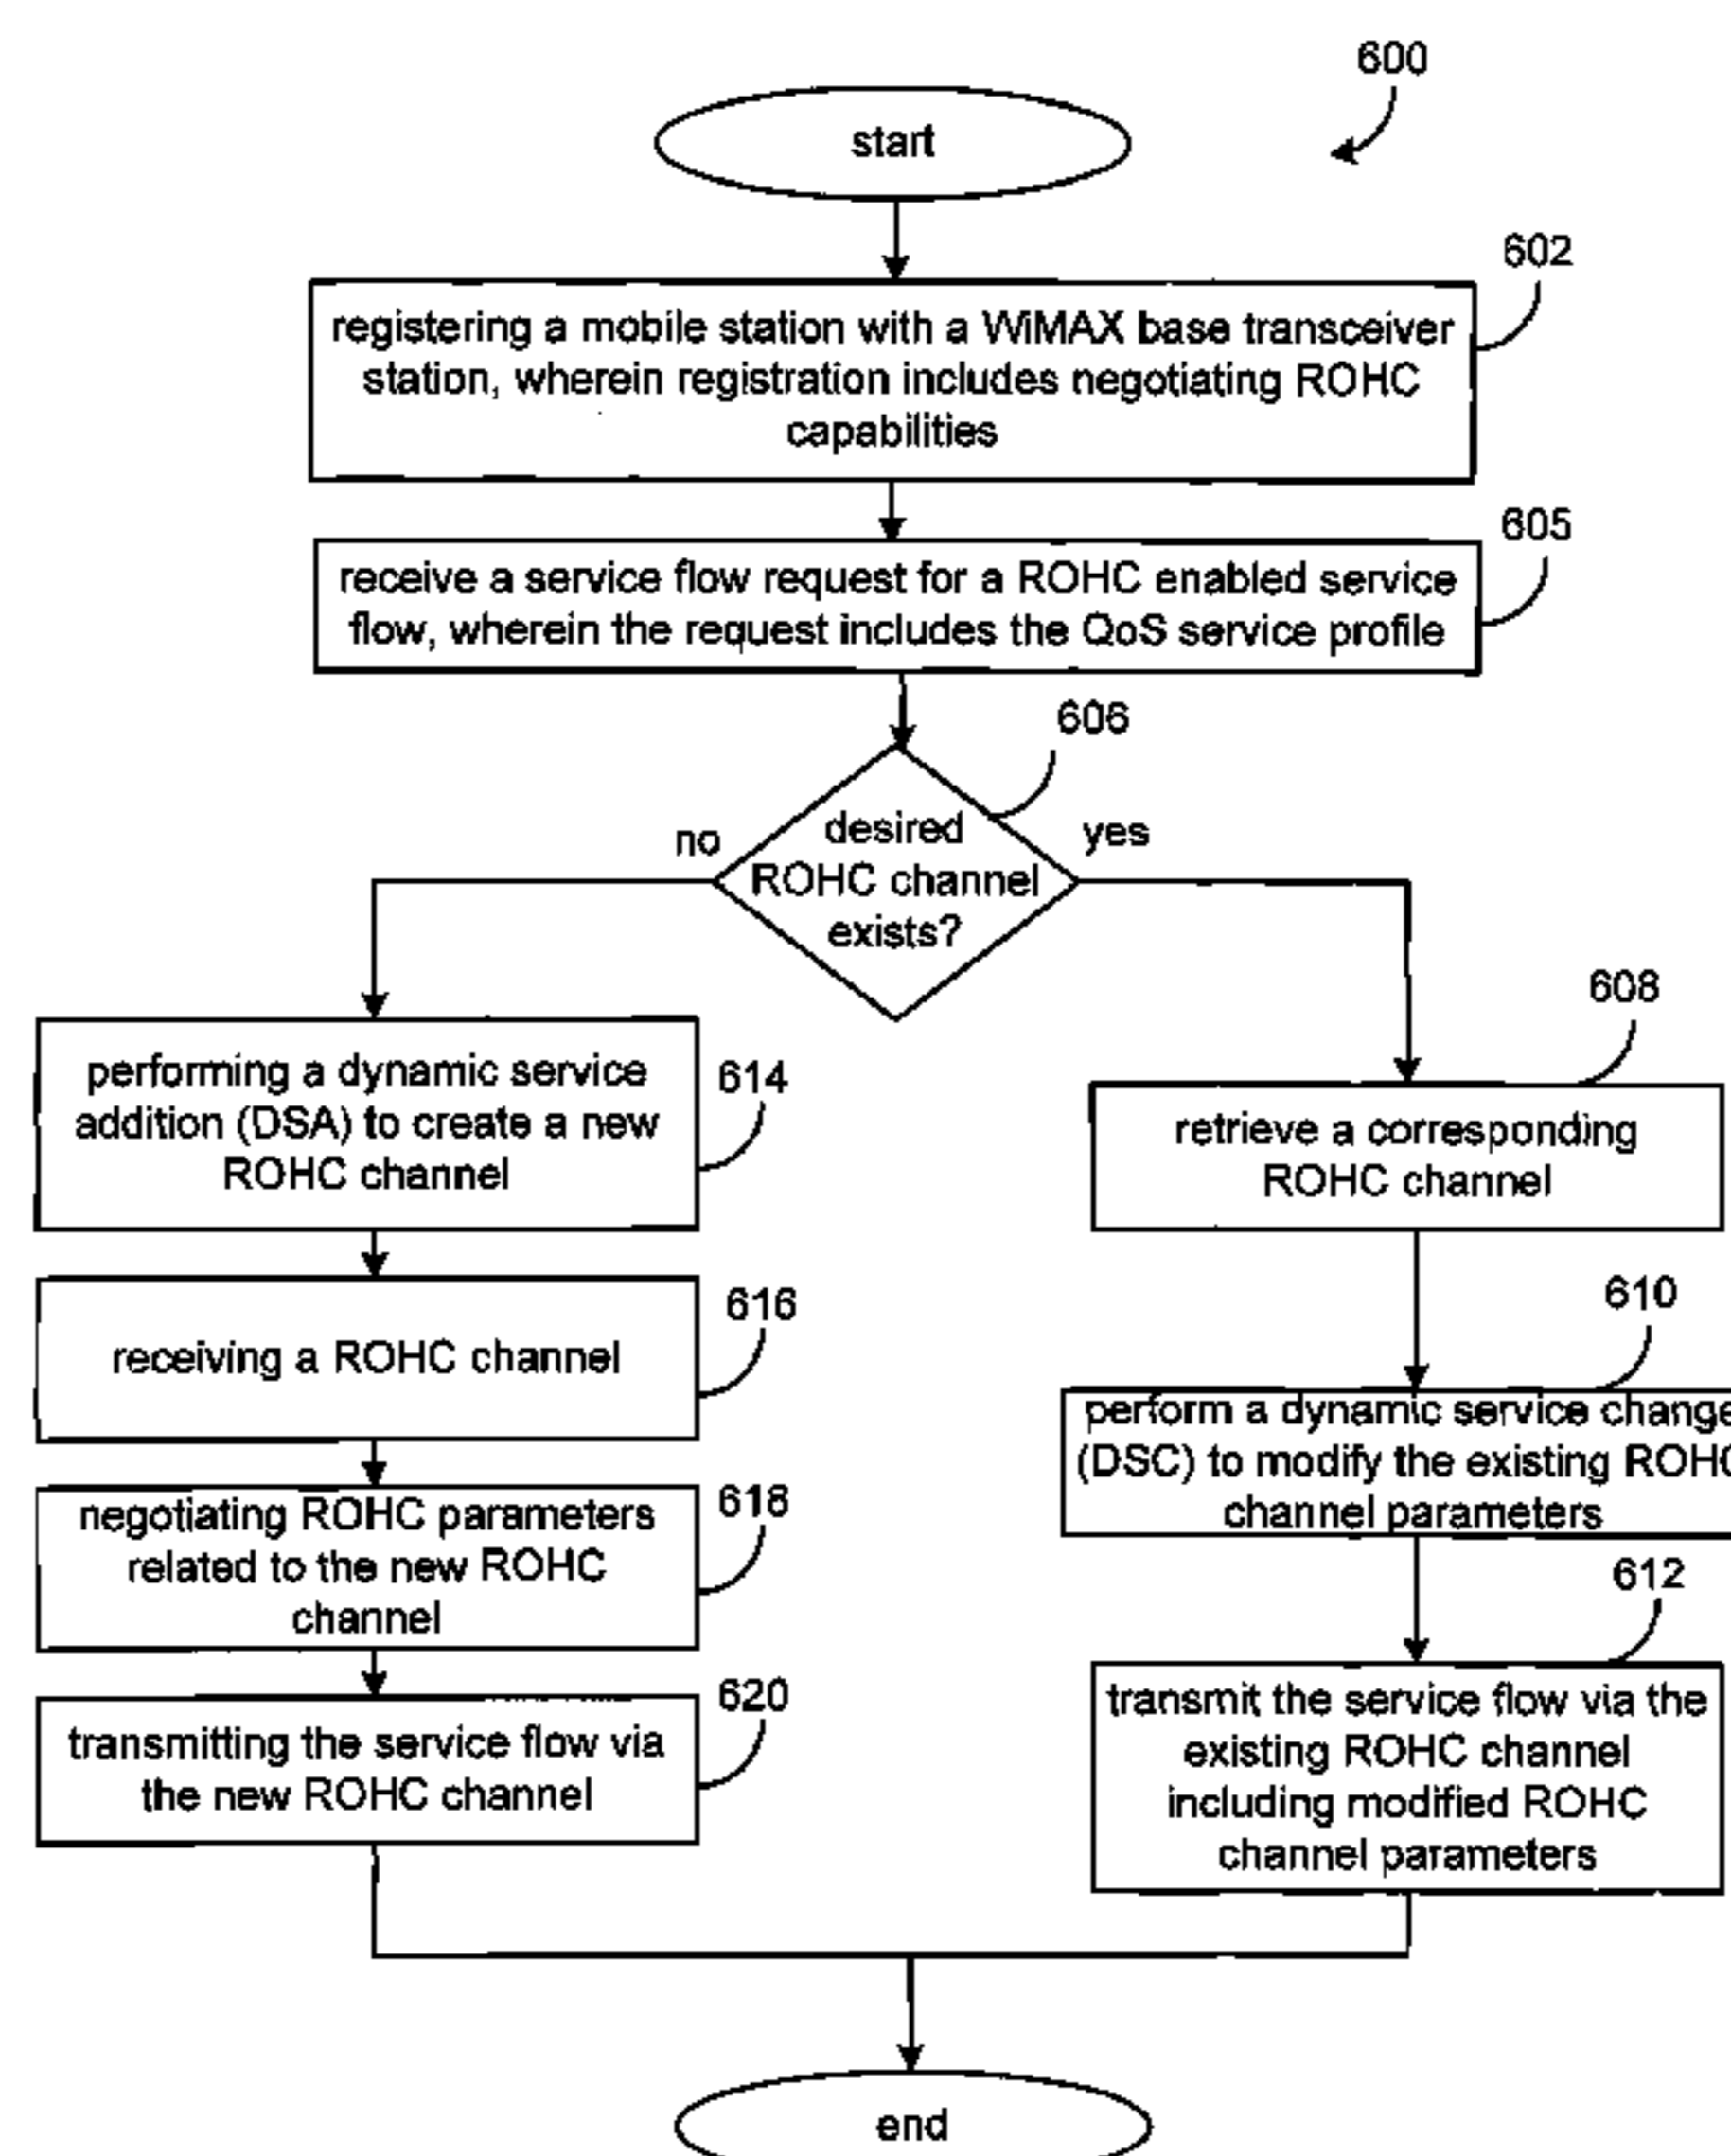 600
start
602
registering a mobile station with a WiMAX base transceiver
station, wherein registration includes negotiating ROHC
capabilities
605
receive a service flow request for a ROHC enabled service
flow, wherein the request includes the QoS service profile
606
no
desired
ROHC channel
exists?
yes
614
performing a dynamic service
addition (DSA) to create a new
ROHC channel
608
retrieve a corresponding
ROHC channel
616
receiving a ROHC channel
610
perform a dynamic service change
(DSC) to modify the existing ROHC
channel parameters
618
negotiating ROHC parameters
related to the new ROHC
channel
612
transmit the service flow via the
existing ROHC channel
including modified ROHC
channel parameters
620
transmitting the service flow via
the new ROHC channel
end